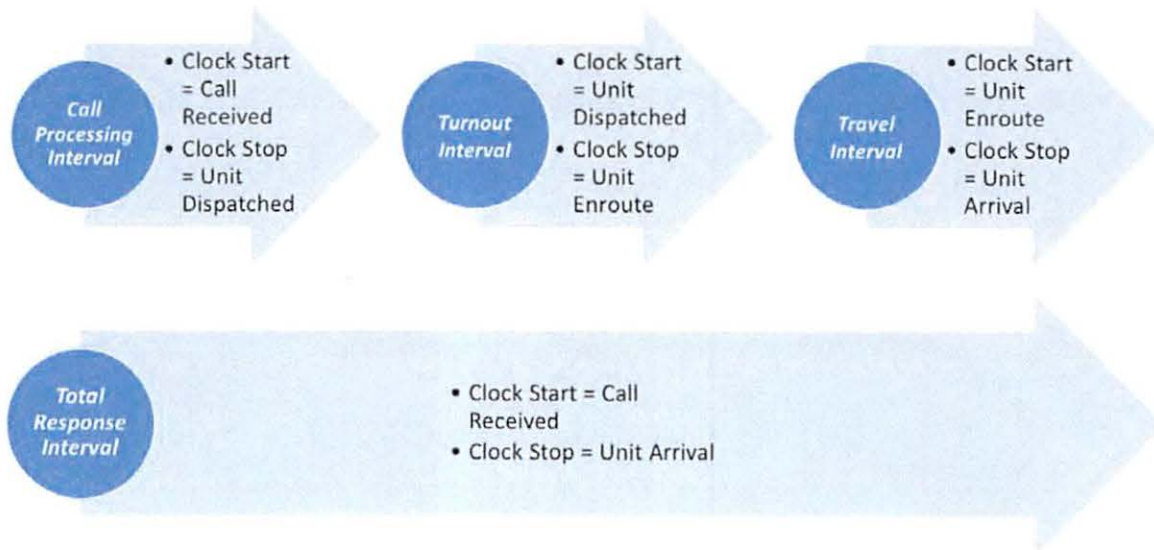 Call
Processing
Interval
• Clock Start
= Call
Received
• Clock Stop
= Unit
Dispatched
Turnout
Interval
• Clock Start
= Unit
Dispatched
• Clock Stop
= Unit
Enroute
Travel
Interval
• Clock Start
= Unit
Enroute
• Clock Stop
= Unit
Arrival
Total
Response
Interval
• Clock Start = Call
Received
• Clock Stop = Unit Arrival